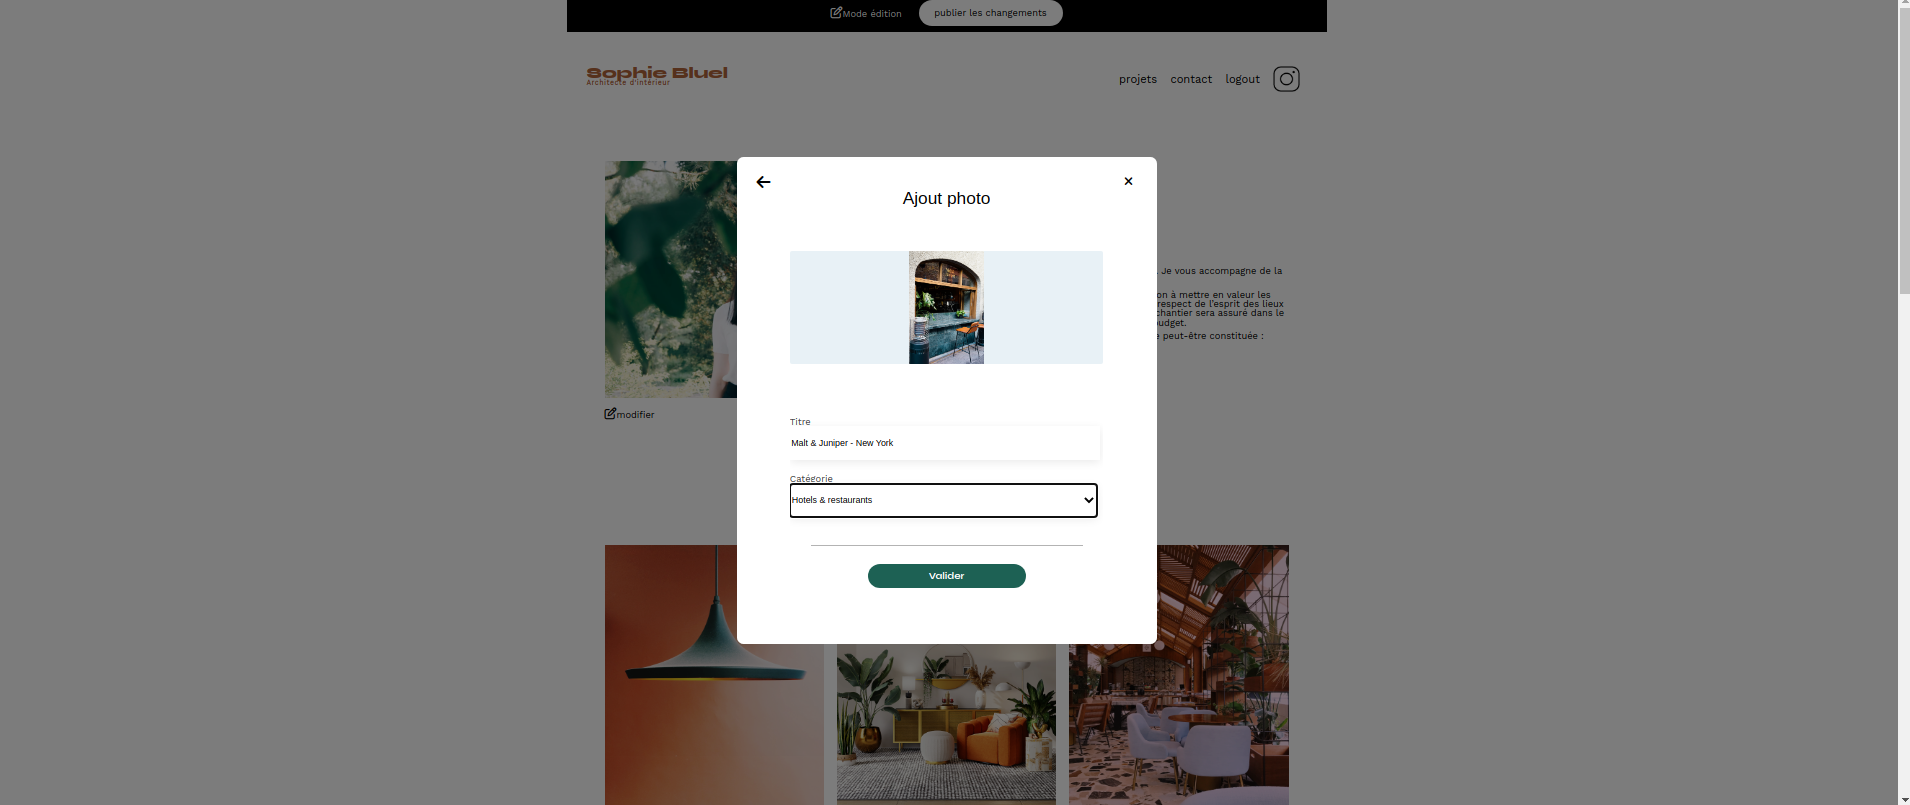 Mode édition
publier les changements
Sophie Bluel
Architecte d'intérieur
projets
contact
logout
Ajout photo
. Je vous accompagne de la
on à mettre en valeur les
respect de l'esprit des lieux
chantier sera assuré dans le
budget.
e peut-être constituée :
modifier
Titre
Malt & Juniper - New York
Catégorie
Hotels & restaurants
Valider